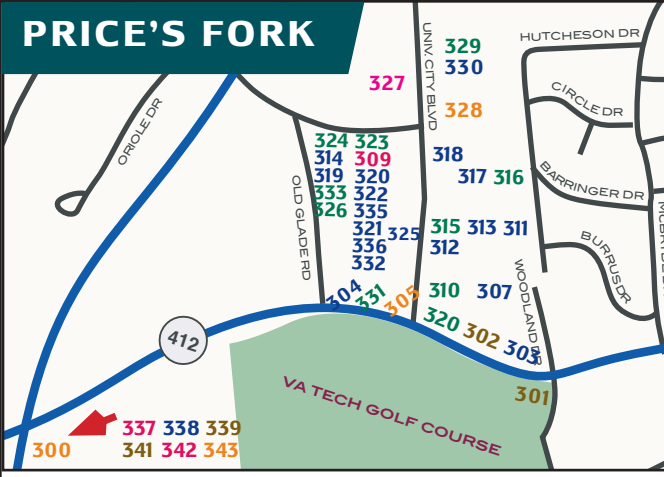 PRICE'S FORK
HUTCHESON DR
UNIV. CITY BLVD
329
330
327
328
CIRCLE DR
ORIOLE DR
324 323
314 309
319 320
333 322
326 335
321 325
336
332
318
317 316
BARRINGER DR
OLD GLADE RD
315 313 311
312
BURRUS DR
WOODLAND DR
304 331 305
310 307
320 302 303
412
VA TECH GOLF COURSE
301
337 338 339
300
341 342 343